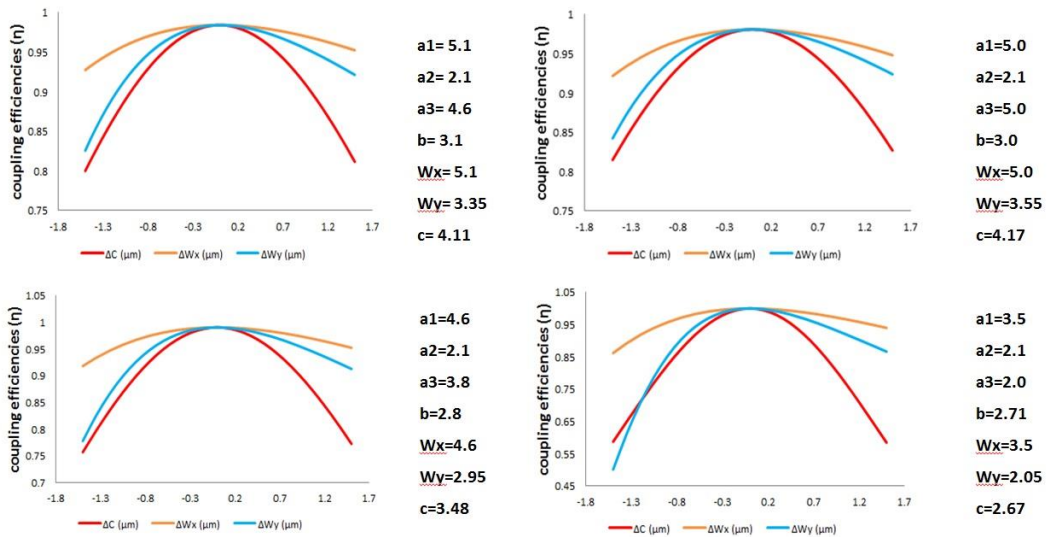 coupling efficiencies (η)
1
0.95
0.9
0.85
0.8
0.75
-1.8 -1.3 -0.8 -0.3 0.2 0.7 1.2 1.7
ΔC (μm) ΔWx (μm) ΔWy (μm)
a1= 5.1
a2= 2.1
a3= 4.6
b= 3.1
Wx= 5.1
Wy= 3.35
c= 4.11
coupling efficiencies (η)
1
0.95
0.9
0.85
0.8
0.75
-1.8 -1.3 -0.8 -0.3 0.2 0.7 1.2 1.7
ΔC (μm) ΔWx (μm) ΔWy (μm)
a1=5.0
a2=2.1
a3=5.0
b=3.0
Wx=5.0
Wy=3.55
c=4.17
coupling efficiencies (η)
1.05
1
0.95
0.9
0.85
0.8
0.75
0.7
-1.8 -1.3 -0.8 -0.3 0.2 0.7 1.2 1.7
ΔC (μm) ΔWx (μm) ΔWy (μm)
a1=4.6
a2=2.1
a3=3.8
b=2.8
Wx=4.6
Wy=2.95
c=3.48
coupling efficiencies (η)
1.05
0.95
0.85
0.75
0.65
0.55
0.45
-1.8 -1.3 -0.8 -0.3 0.2 0.7 1.2 1.7
ΔC (μm) ΔWx (μm) ΔWy (μm)
a1=3.5
a2=2.1
a3=2.0
b=2.71
Wx=3.5
Wy=2.05
c=2.67